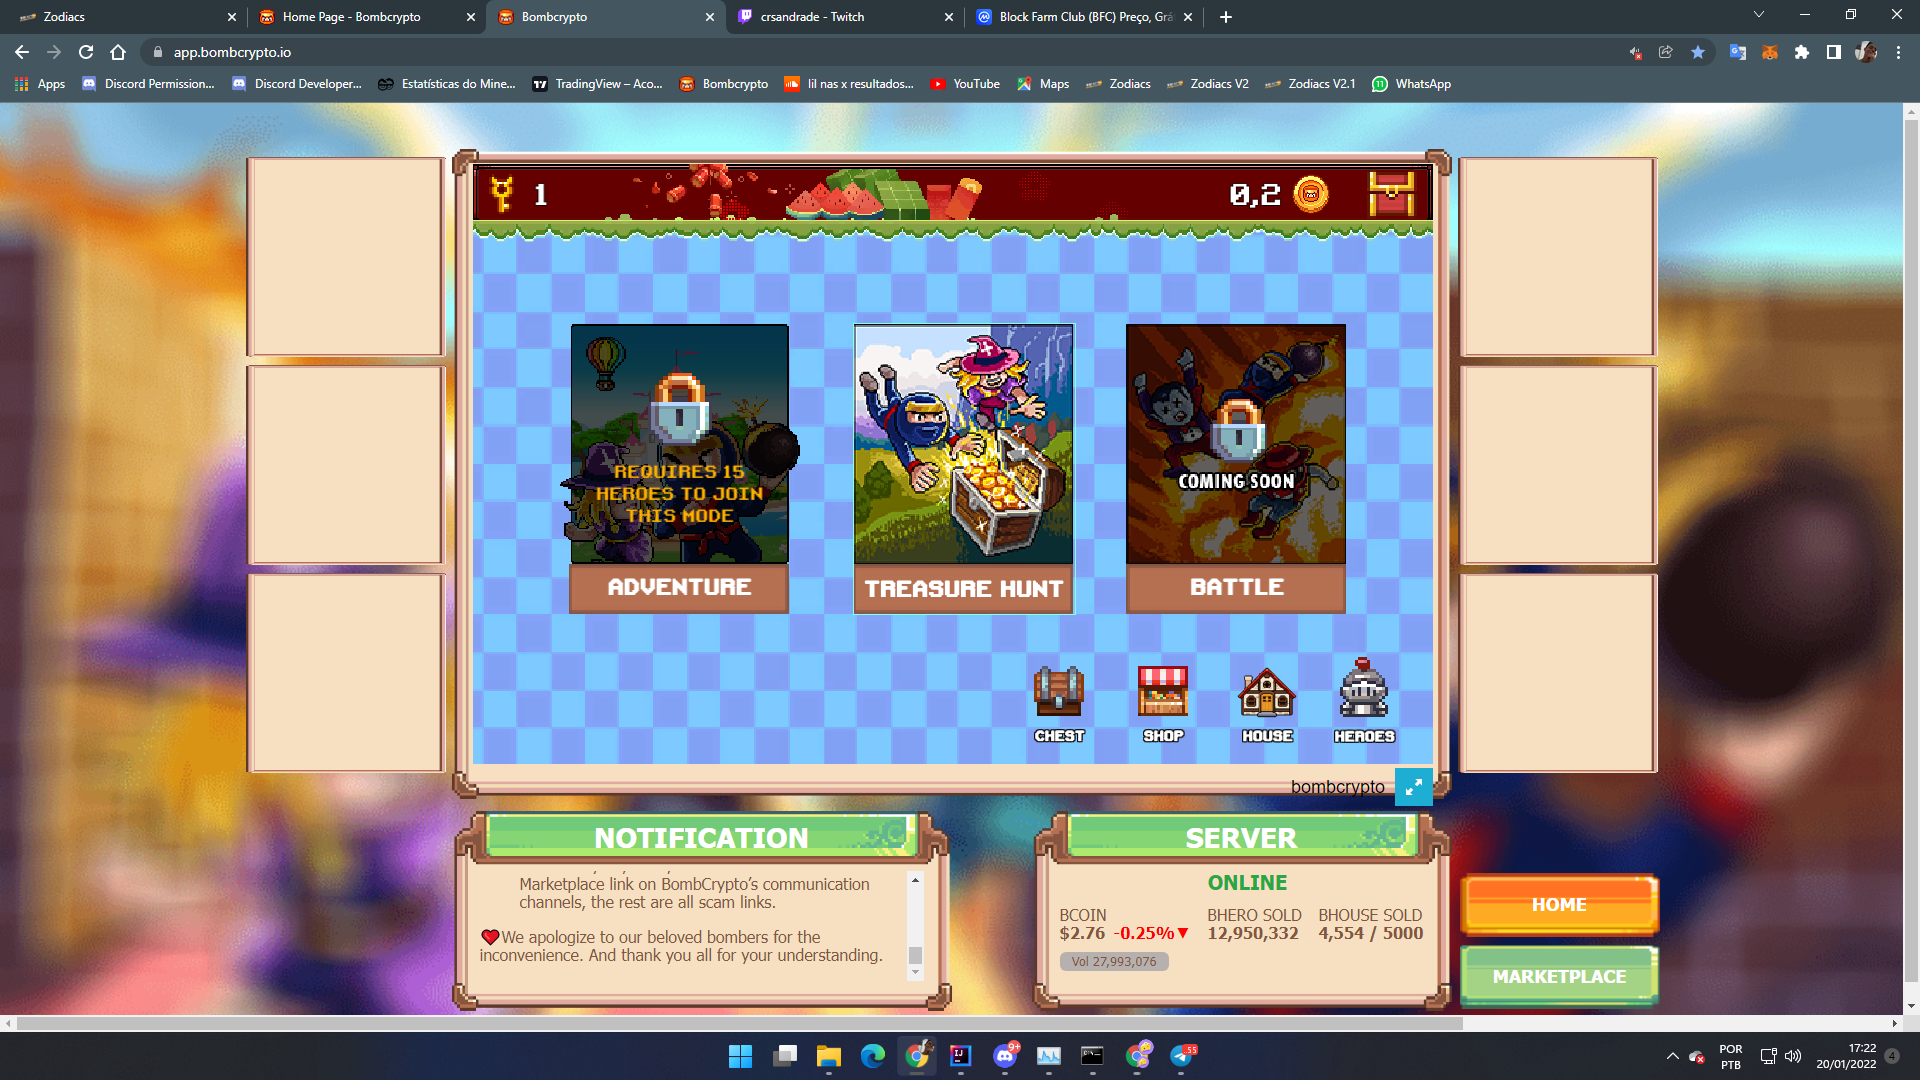 Zodiacs
Home Page - Bombcrypto
Bombcrypto
crsandrade - Twitch
Block Farm Club (BFC) Preço, Grá
app.bombcrypto.io
Apps
Discord Permission...
Discord Developer...
Estatísticas do Mine...
TradingView – Aco...
Bombcrypto
lil nas x resultados...
YouTube
Maps
Zodiacs
Zodiacs V2
Zodiacs V2.1
WhatsApp
1
0,2
REQUIRES 15
HEROES TO JOIN
THIS MODE
COMING SOON
ADVENTURE
TREASURE HUNT
BATTLE
CHEST
SHOP
HOUSE
HEROES
bombcrypto
NOTIFICATION
Marketplace link on BombCrypto’s communication
channels, the rest are all scam links.
We apologize to our beloved bombers for the
inconvenience. And thank you all for your understanding.
SERVER
ONLINE
BCOIN
BHERO SOLD
BHOUSE SOLD
$2.76 -0.25%▼
12,950,332
4,554 / 5000
Vol 27,993,076
HOME
MARKETPLACE
9+
55
POR
PTB
17:22
20/01/2022
4